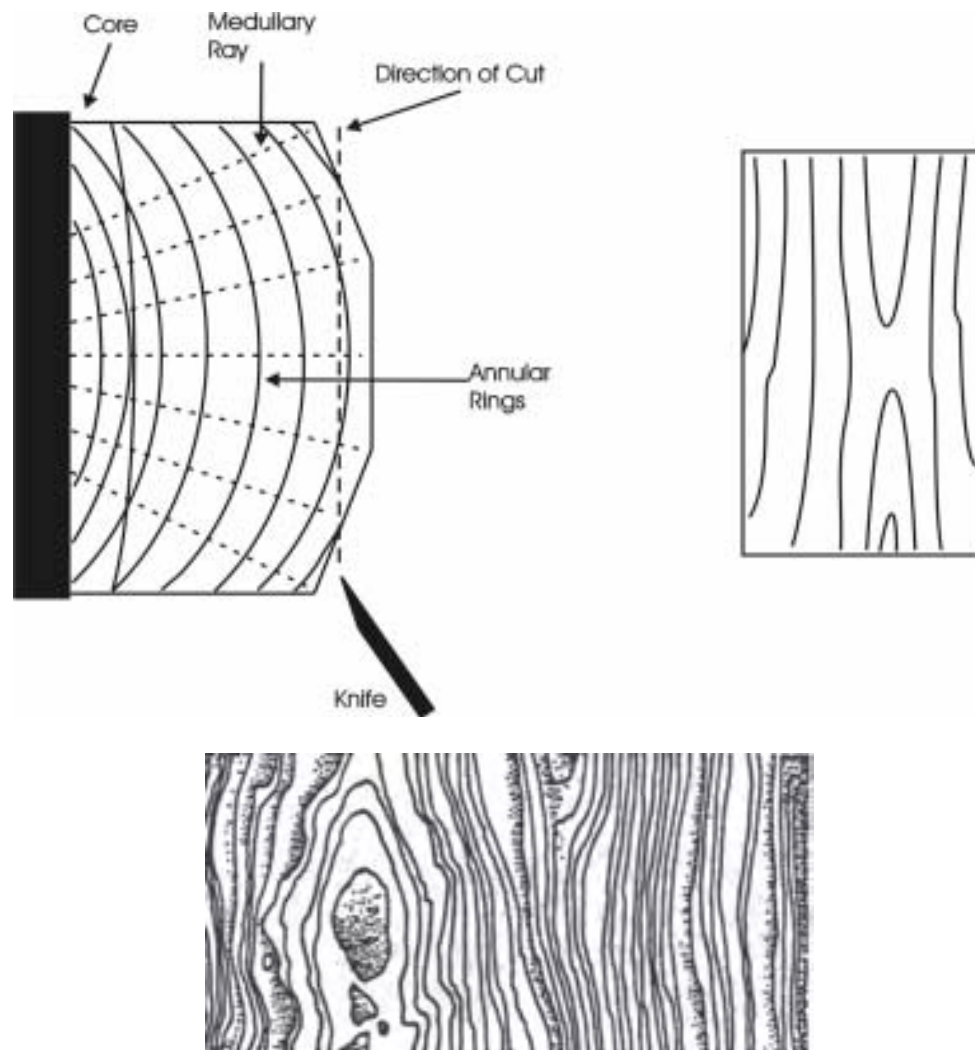 Core
Medullary
Ray
Direction of Cut
Annular
Rings
Knife